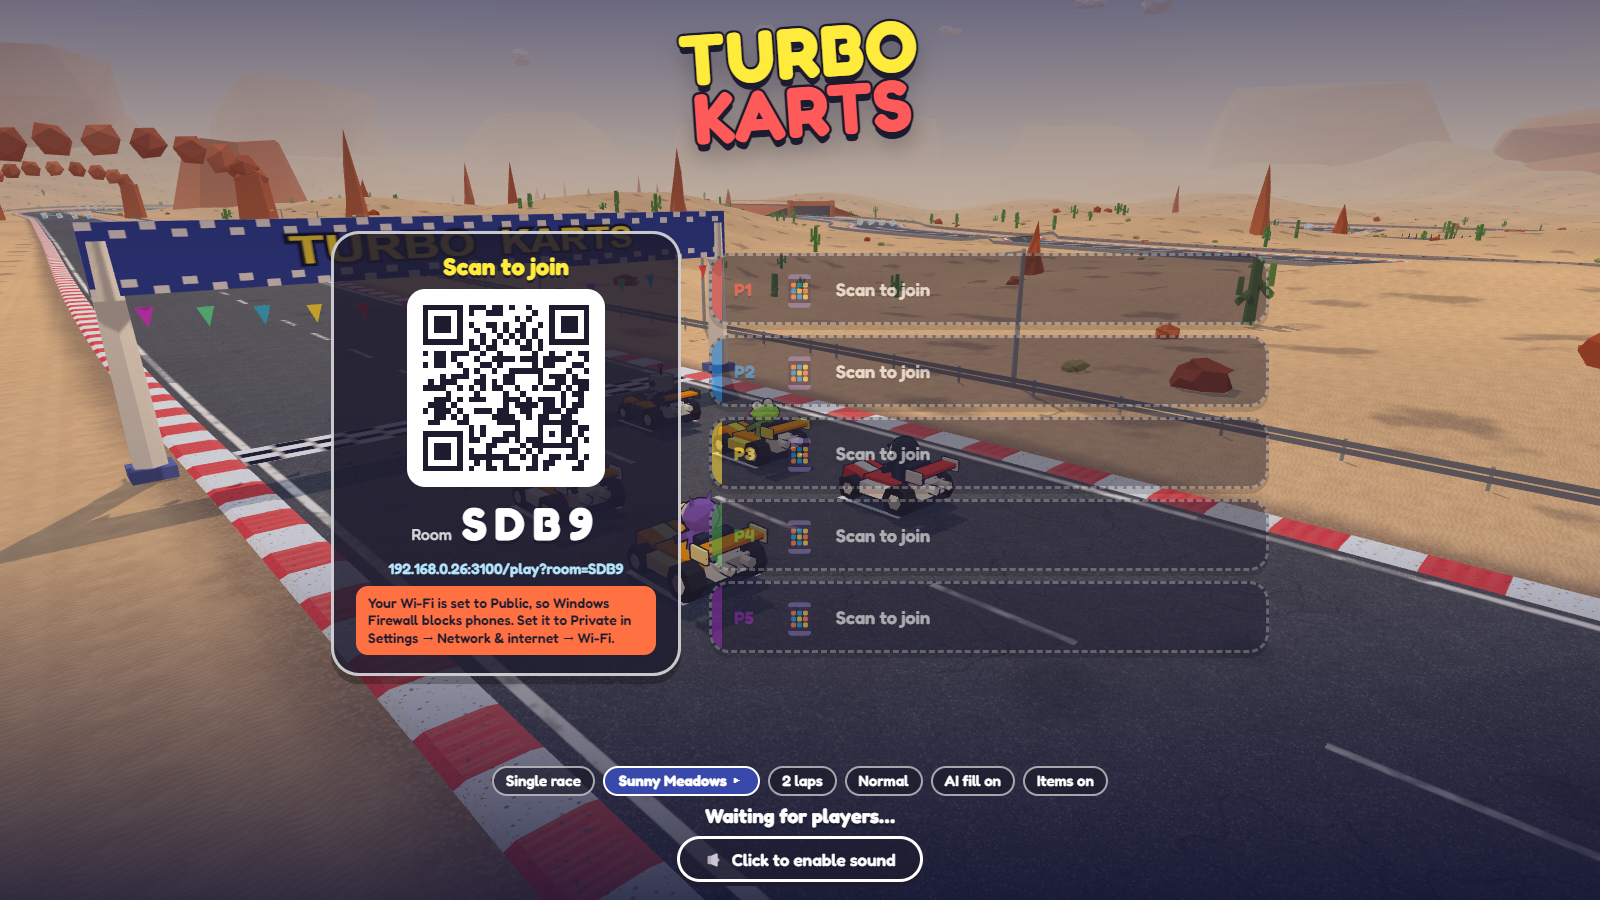 TURBO
KARTS
TURBO KARTS
Scan to join
Room SDB9
192.168.0.26:3100/play?room=SDB9
Your Wi-Fi is set to Public, so Windows
Firewall blocks phones. Set it to Private in
Settings → Network & internet → Wi-Fi.
P1 Scan to join
P2 Scan to join
P3 Scan to join
P4 Scan to join
P5 Scan to join
Single race
Sunny Meadows ▸
2 laps
Normal
AI fill on
Items on
Waiting for players...
Click to enable sound